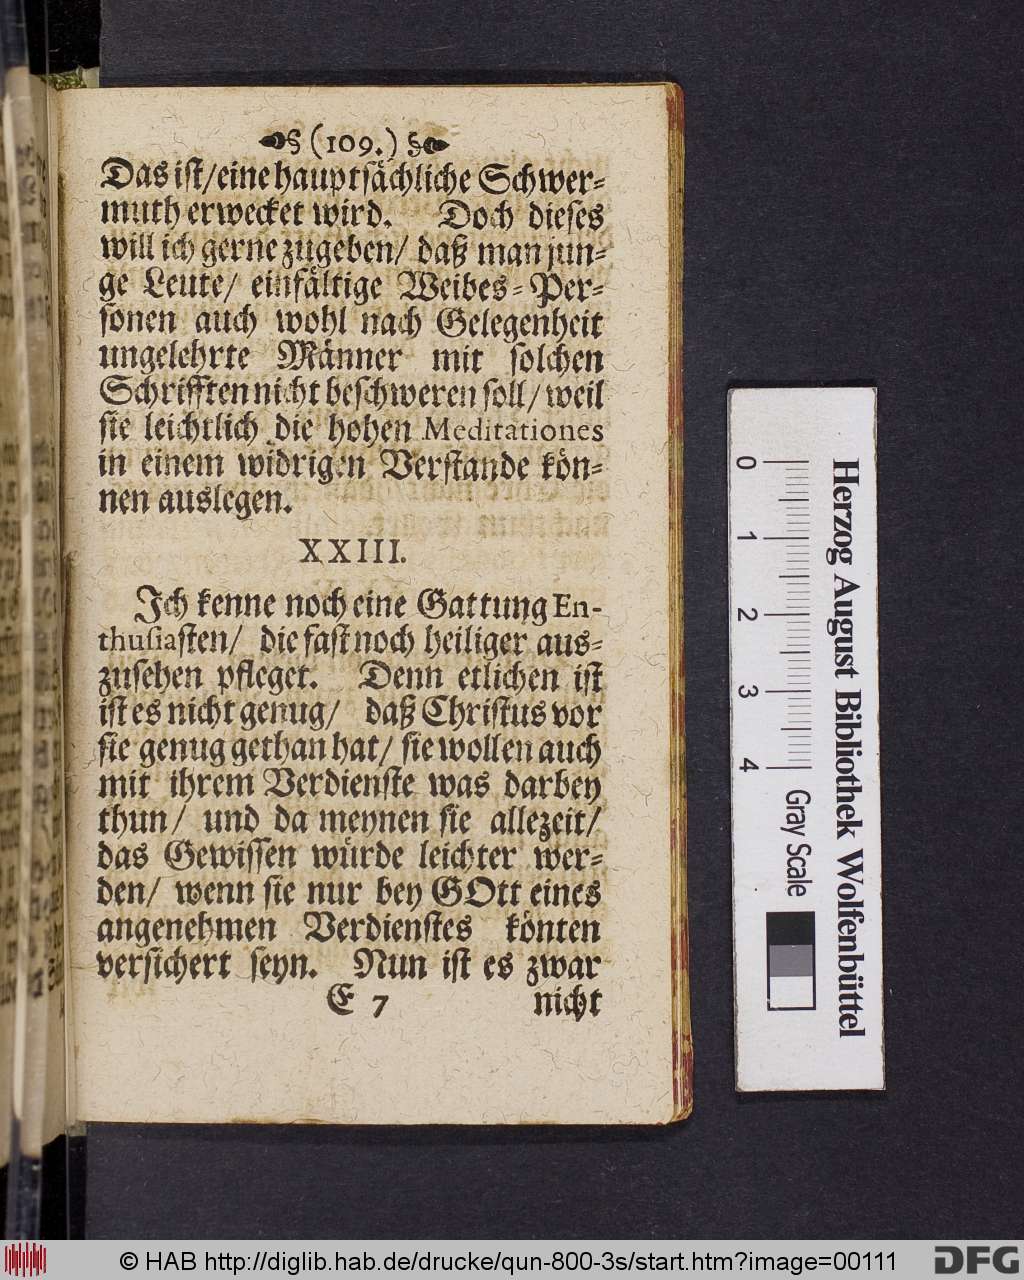 § (109.) §
Das ist/eine hauptsächliche Schwer-
muth erwecket wird. Doch dieses
will ich gerne zugeben/ daß man jun-
ge Leute/ einfältige Weibes-Per-
sonen auch wohl nach Gelegenheit
ungelehrte Männer mit solchen
Schrifften nicht beschweren soll/ weil
sie leichtlich die hohen Meditationes
in einem widrigen Verstande kön-
nen auslegen.
XXIII.
Ich kenne noch eine Gattung En-
thusiasten/ die fast noch heiliger aus-
zusehen pfleget. Denn etlichen ist
ist es nicht genug/ daß Christus vor
sie genug gethan hat/ sie wollen auch
mit ihrem Verdienste was darbey
thun/ und da meynen sie allezeit/
das Gewissen würde leichter wer-
den/ wenn sie nur bey GOtt eines
angenehmen Verdienstes könten
versichert seyn. Nun ist es zwar
E 7 nicht
Herzog August Bibliothek Wolfenbüttel
0 1 2 3 4
Gray Scale
© HAB http://diglib.hab.de/drucke/qun-800-3s/start.htm?image=00111
DFG